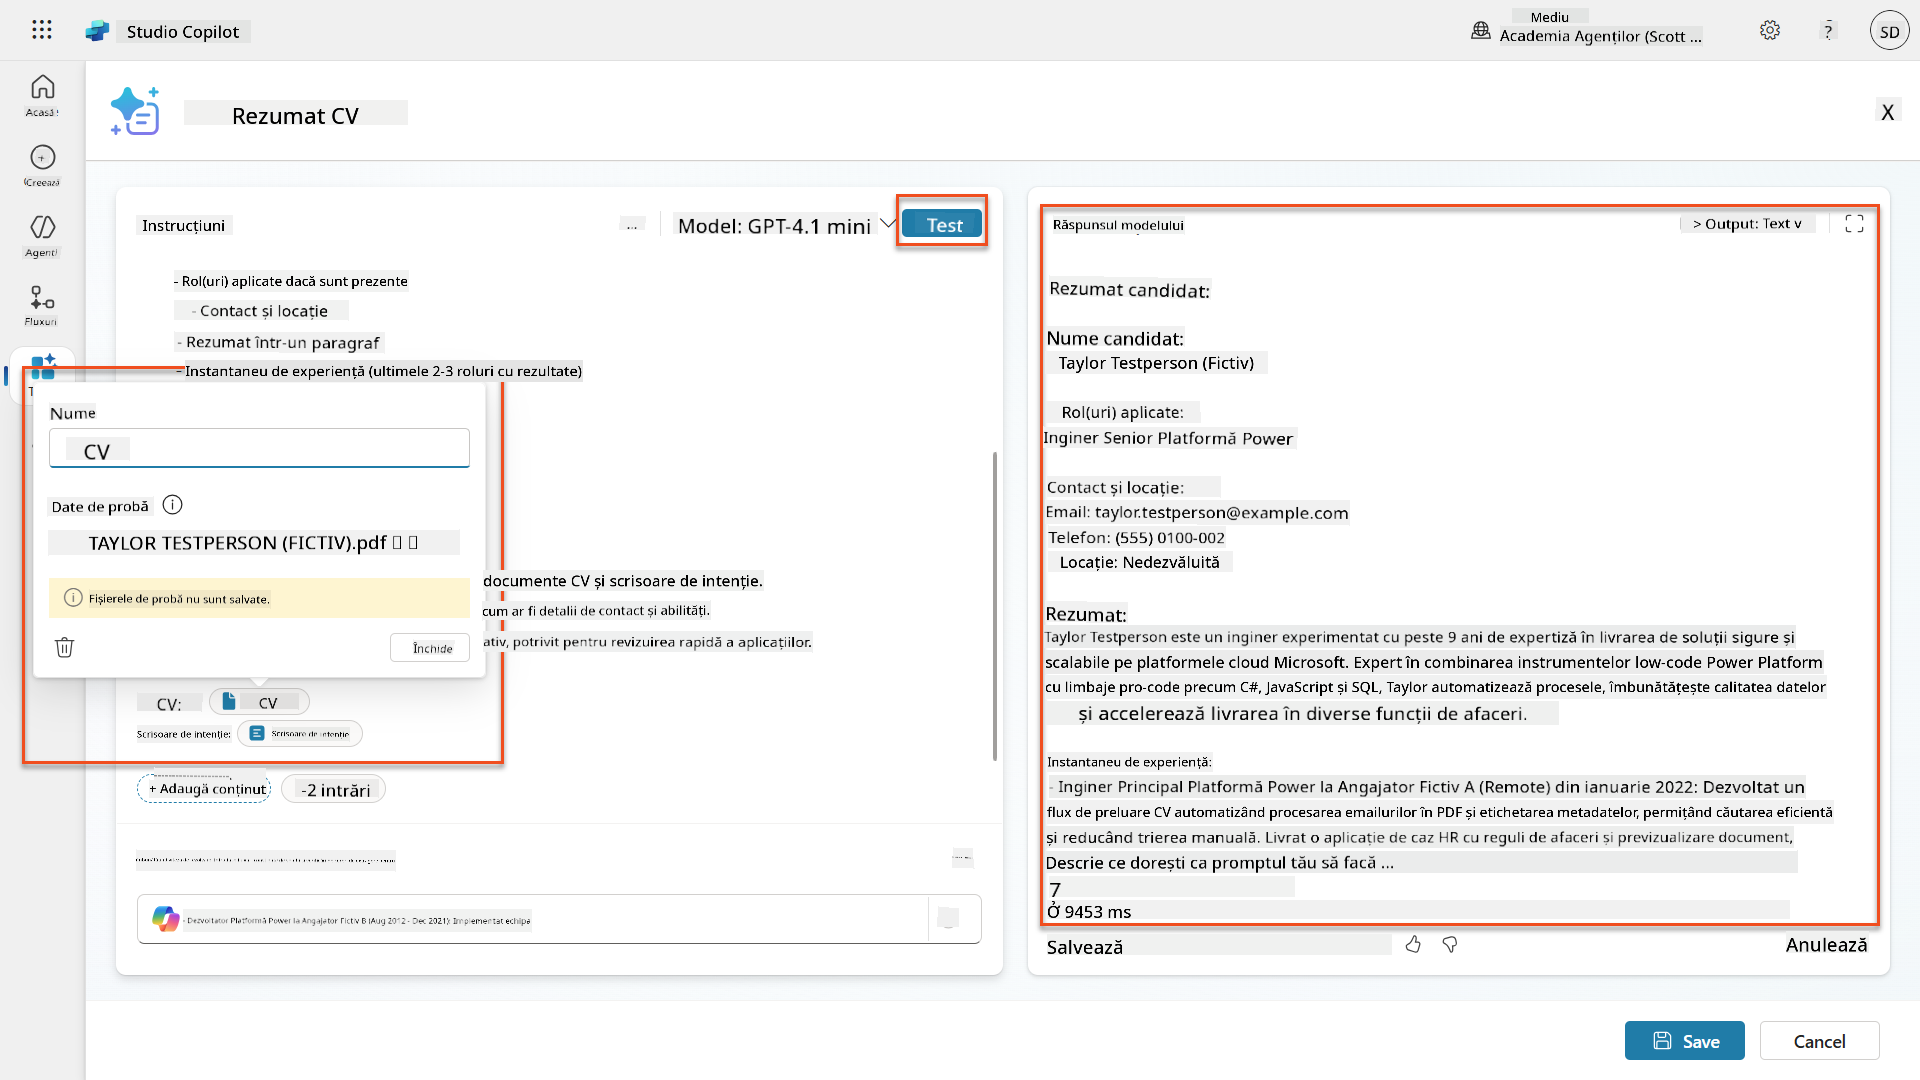 Studio Copilot
Mediu
Academia Agenților (Scott ...
?
SD
Acasă
Creează
Agenți
Fluxuri
Rezumat CV
X
Instrucțiuni
...
Model: GPT-4.1 mini
Test
- Rol(uri) aplicate dacă sunt prezente
- Contact și locație
- Rezumat într-un paragraf
- Instantaneu de experiență (ultimele 2-3 roluri cu rezultate)
Nume
CV
Date de probă
TAYLOR TESTPERSON (FICTIV).pdf
Fișierele de probă nu sunt salvate.
Închide
documente CV și scrisoare de intenție.
cum ar fi detalii de contact și abilități.
ativ, potrivit pentru revizuirea rapidă a aplicațiilor.
CV:
CV
Scrisoare de intenție:
Scrisoare de intenție
+ Adaugă conținut
-2 intrări
- Dezvoltator Platformă Power la Angajator Fictiv B (Aug 2012 - Dec 2021): Implementat echipa
Răspunsul modelului
> Output: Text v
Rezumat candidat:
Nume candidat:
Taylor Testperson (Fictiv)
Rol(uri) aplicate:
Inginer Senior Platformă Power
Contact și locație:
Email: taylor.testperson@example.com
Telefon: (555) 0100-002
Locație: Nedezvăluită
Rezumat:
Taylor Testperson este un inginer experimentat cu peste 9 ani de expertiză în livrarea de soluții sigure și
scalabile pe platformele cloud Microsoft. Expert în combinarea instrumentelor low-code Power Platform
cu limbaje pro-code precum C#, JavaScript și SQL, Taylor automatizează procesele, îmbunătățește calitatea datelor
și accelerează livrarea în diverse funcții de afaceri.
Instantaneu de experiență:
- Inginer Principal Platformă Power la Angajator Fictiv A (Remote) din ianuarie 2022: Dezvoltat un
flux de preluare CV automatizând procesarea emailurilor în PDF și etichetarea metadatelor, permițând căutarea eficientă
și reducând trierea manuală. Livrat o aplicație de caz HR cu reguli de afaceri și previzualizare document,
Descrie ce dorești ca promptul tău să facă ...
7
Ở 9453 ms
Salvează
Anulează
Save
Cancel